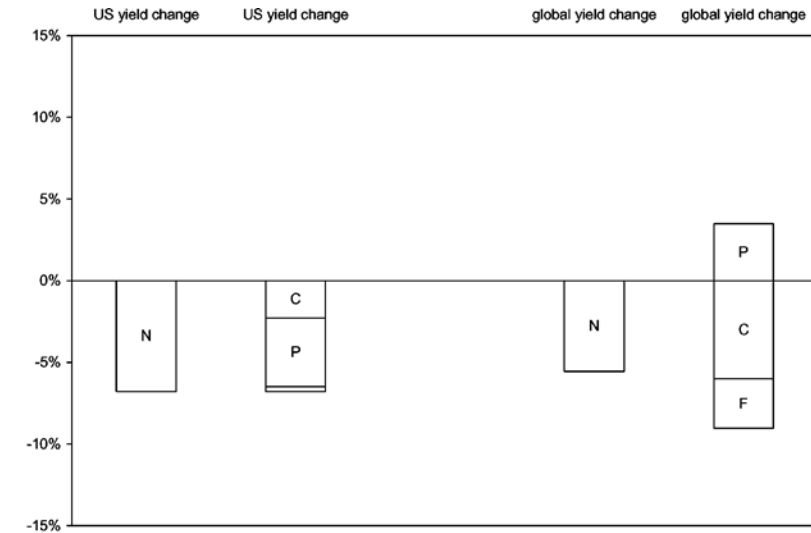 US yield change US yield change global yield change global yield change
15%
10%
5%
P
0%
C
N N C
P
-5%
F
-10%
-15%